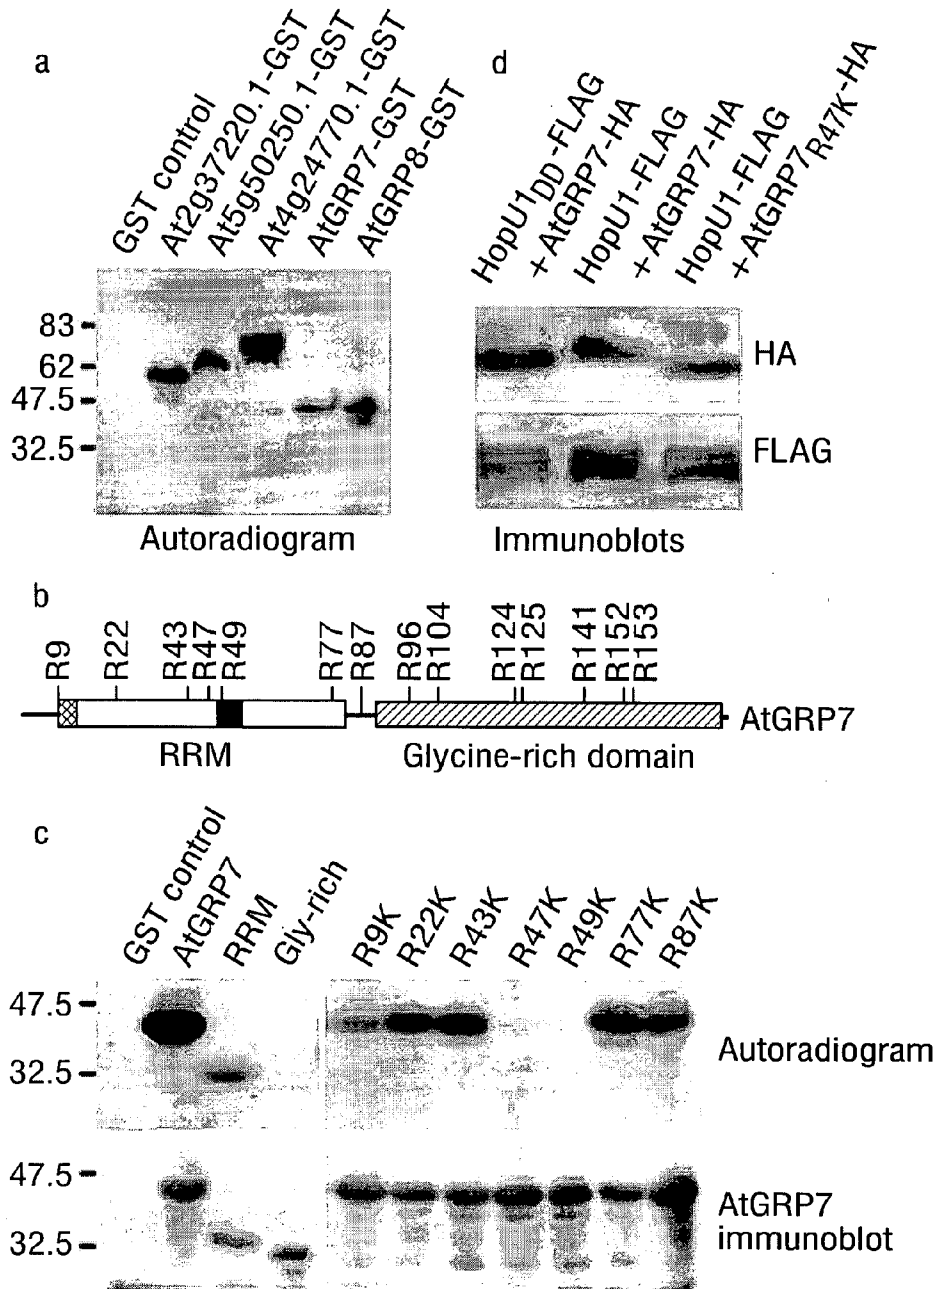 a
GST control
At2g37220.1-GST
At5g50250.1-GST
At4g24770.1-GST
AtGRP7-GST
AtGRP8-GST
83
62
47.5
32.5
Autoradiogram
d
HopU1DD-FLAG
+AtGRP7-HA
HopU1-FLAG
+AtGRP7-HA
HopU1-FLAG
+AtGRP7R47K-HA
HA
FLAG
Immunoblots
b
R9
R22
R43
R47
R49
R77
R87
R96
R104
R124
R125
R141
R152
R153
AtGRP7
RRM
Glycine-rich domain
c
GST control
AtGRP7
RRM
Gly-rich
R9K
R22K
R43K
R47K
R49K
R77K
R87K
47.5
32.5
Autoradiogram
47.5
32.5
AtGRP7
immunoblot